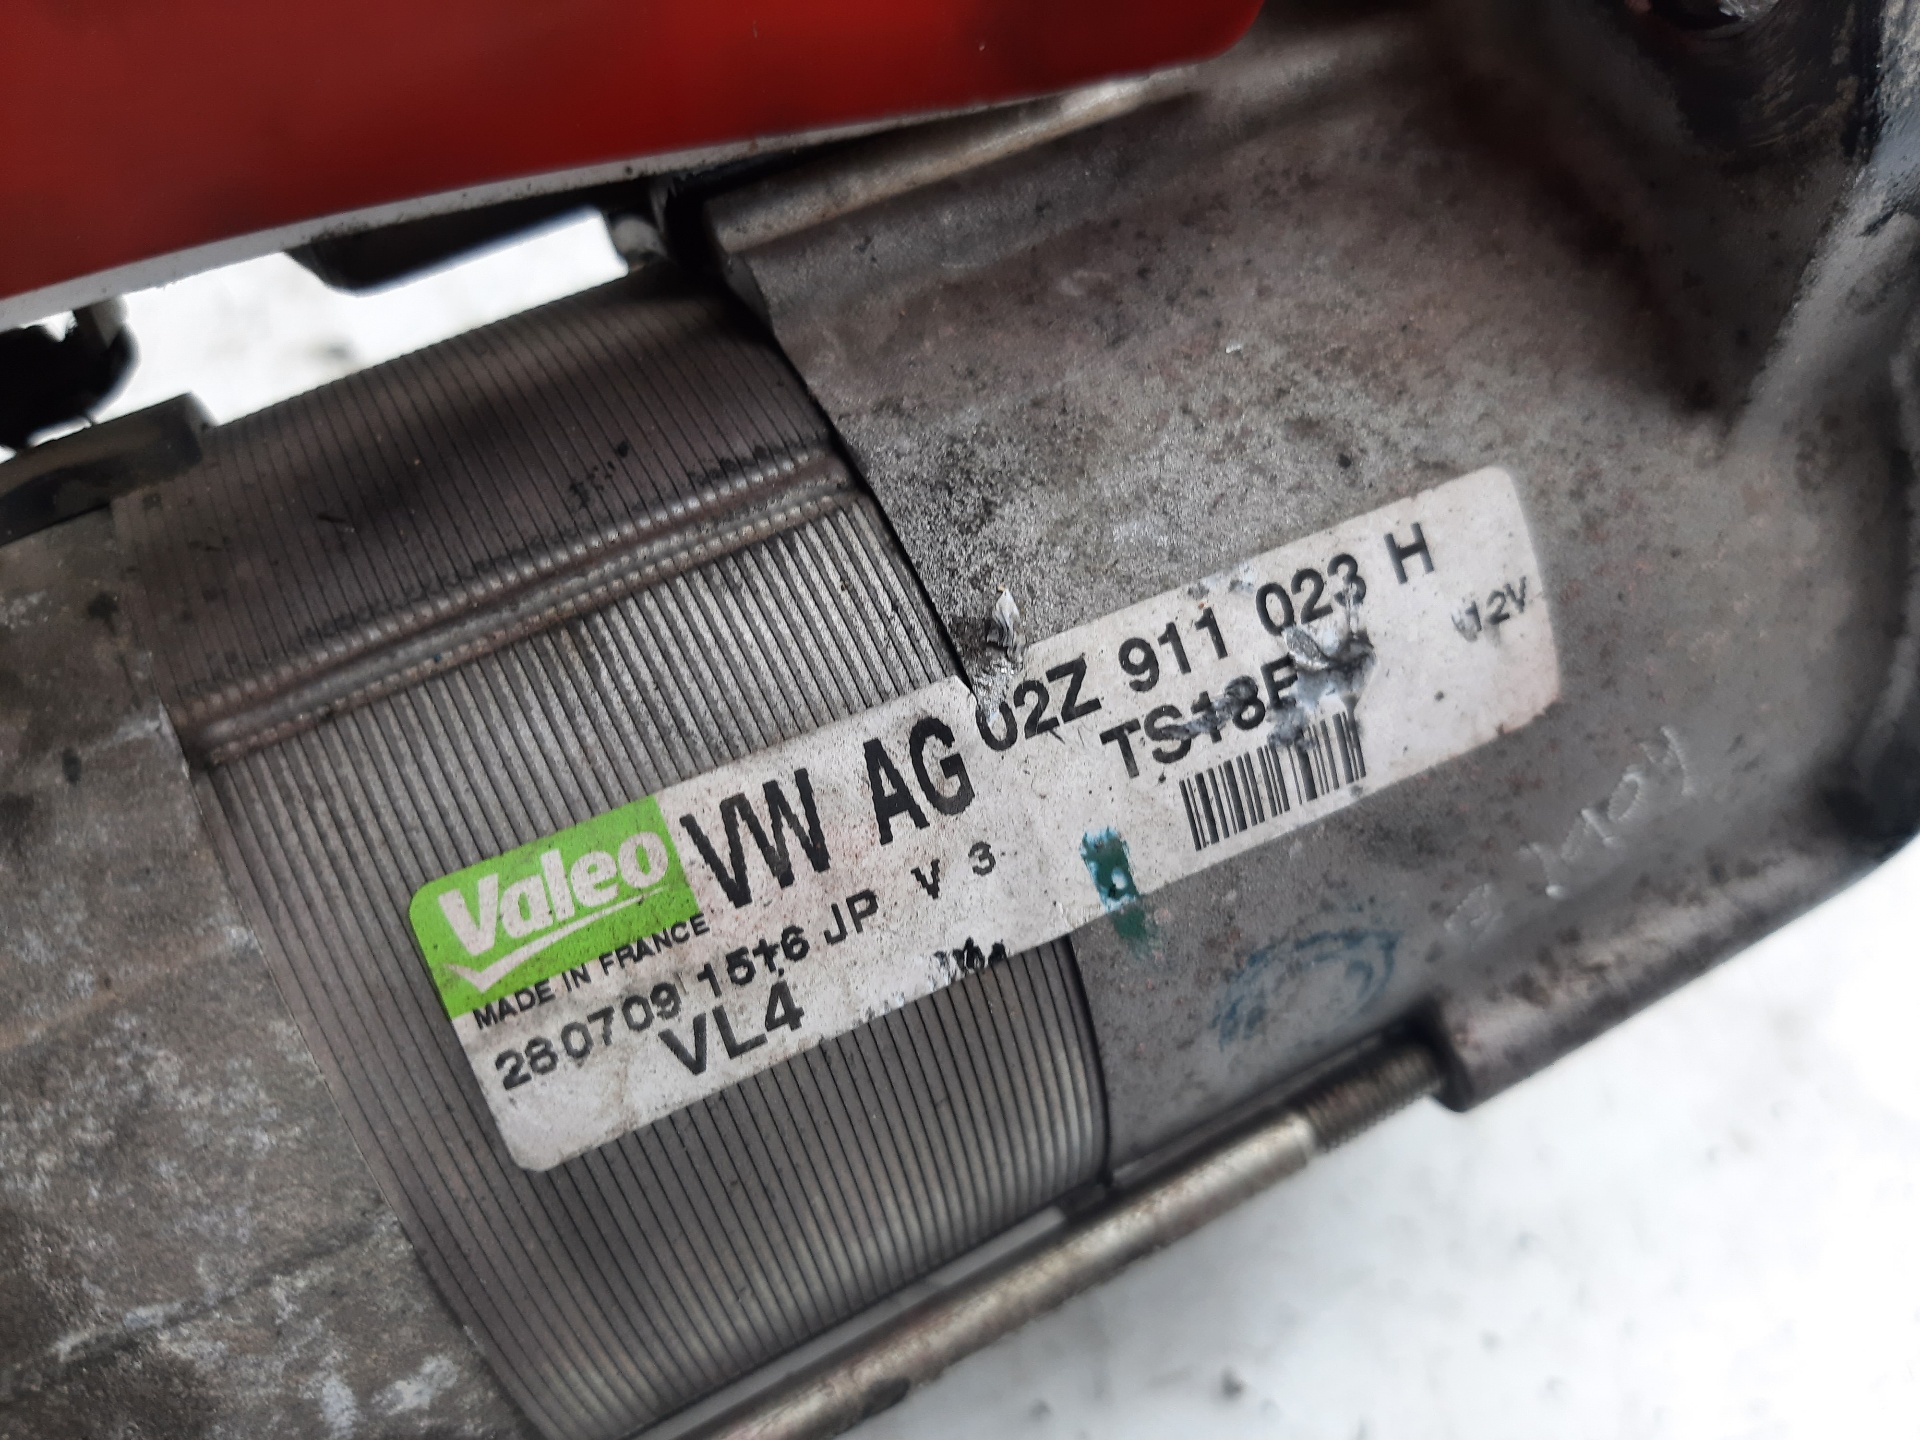 Valeo VW AG 02Z 911 023 H
MADE IN FRANCE TS18E 12V
280709 1516 JP V 3
VL4